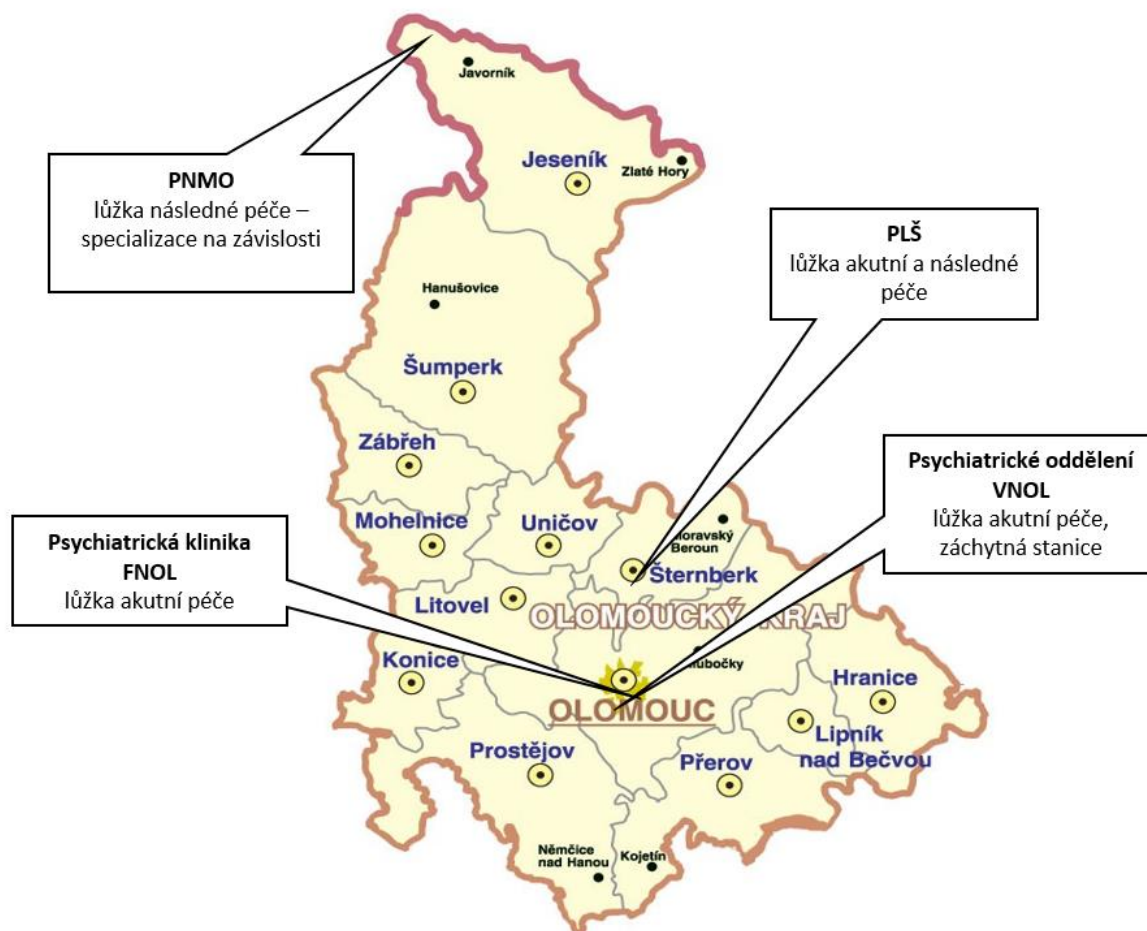 Javorník
PNMO
lůžka následné péče –
specializace na závislosti
Jeseník
Zlaté Hory
PLŠ
lůžka akutní a následné
péče
Hanušovice
Šumperk
Zábřeh
Psychiatrické oddělení
VNOL
lůžka akutní péče,
záchytná stanice
Psychiatrická klinika
FNOL
lůžka akutní péče
Mohelnice
Uničov
Beroun
Šternberk
Litovel
OLOMOUCKÝ KRAJ
Konice
Hranice
OLOMOUC
Prostějov
Přerov
Lipník
nad Bečvou
Němčice
nad Hanou
Kojetín